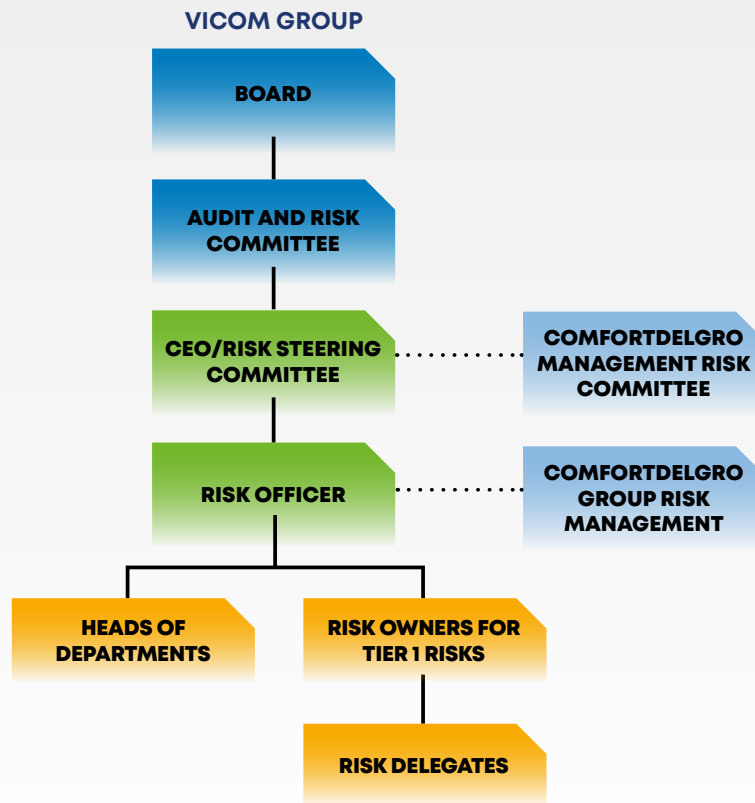 VICOM GROUP
BOARD
AUDIT AND RISK
COMMITTEE
CEO/RISK STEERING
COMMITTEE
COMFORTDELGRO
MANAGEMENT RISK
COMMITTEE
RISK OFFICER
COMFORTDELGRO
GROUP RISK
MANAGEMENT
HEADS OF
DEPARTMENTS
RISK OWNERS FOR
TIER 1 RISKS
RISK DELEGATES